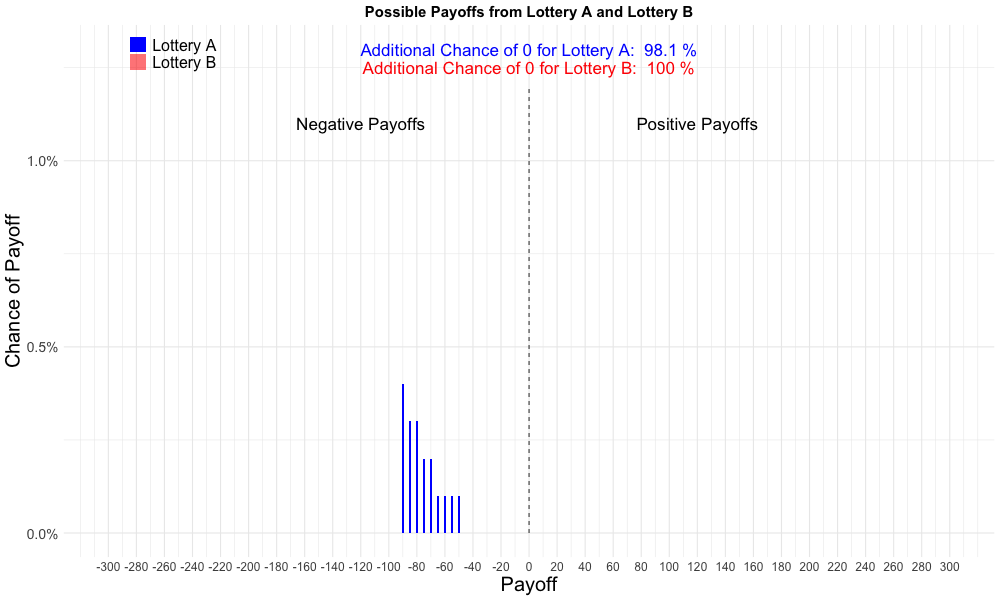 Possible Payoffs from Lottery A and Lottery B
Lottery A
Lottery B
Additional Chance of 0 for Lottery A:  98.1 %
Additional Chance of 0 for Lottery B:  100 %
Negative Payoffs
Positive Payoffs
Chance of Payoff
1.0%
0.5%
0.0%
-300 -280 -260 -240 -220 -200 -180 -160 -140 -120 -100 -80 -60 -40 -20 0 20 40 60 80 100 120 140 160 180 200 220 240 260 280 300
Payoff